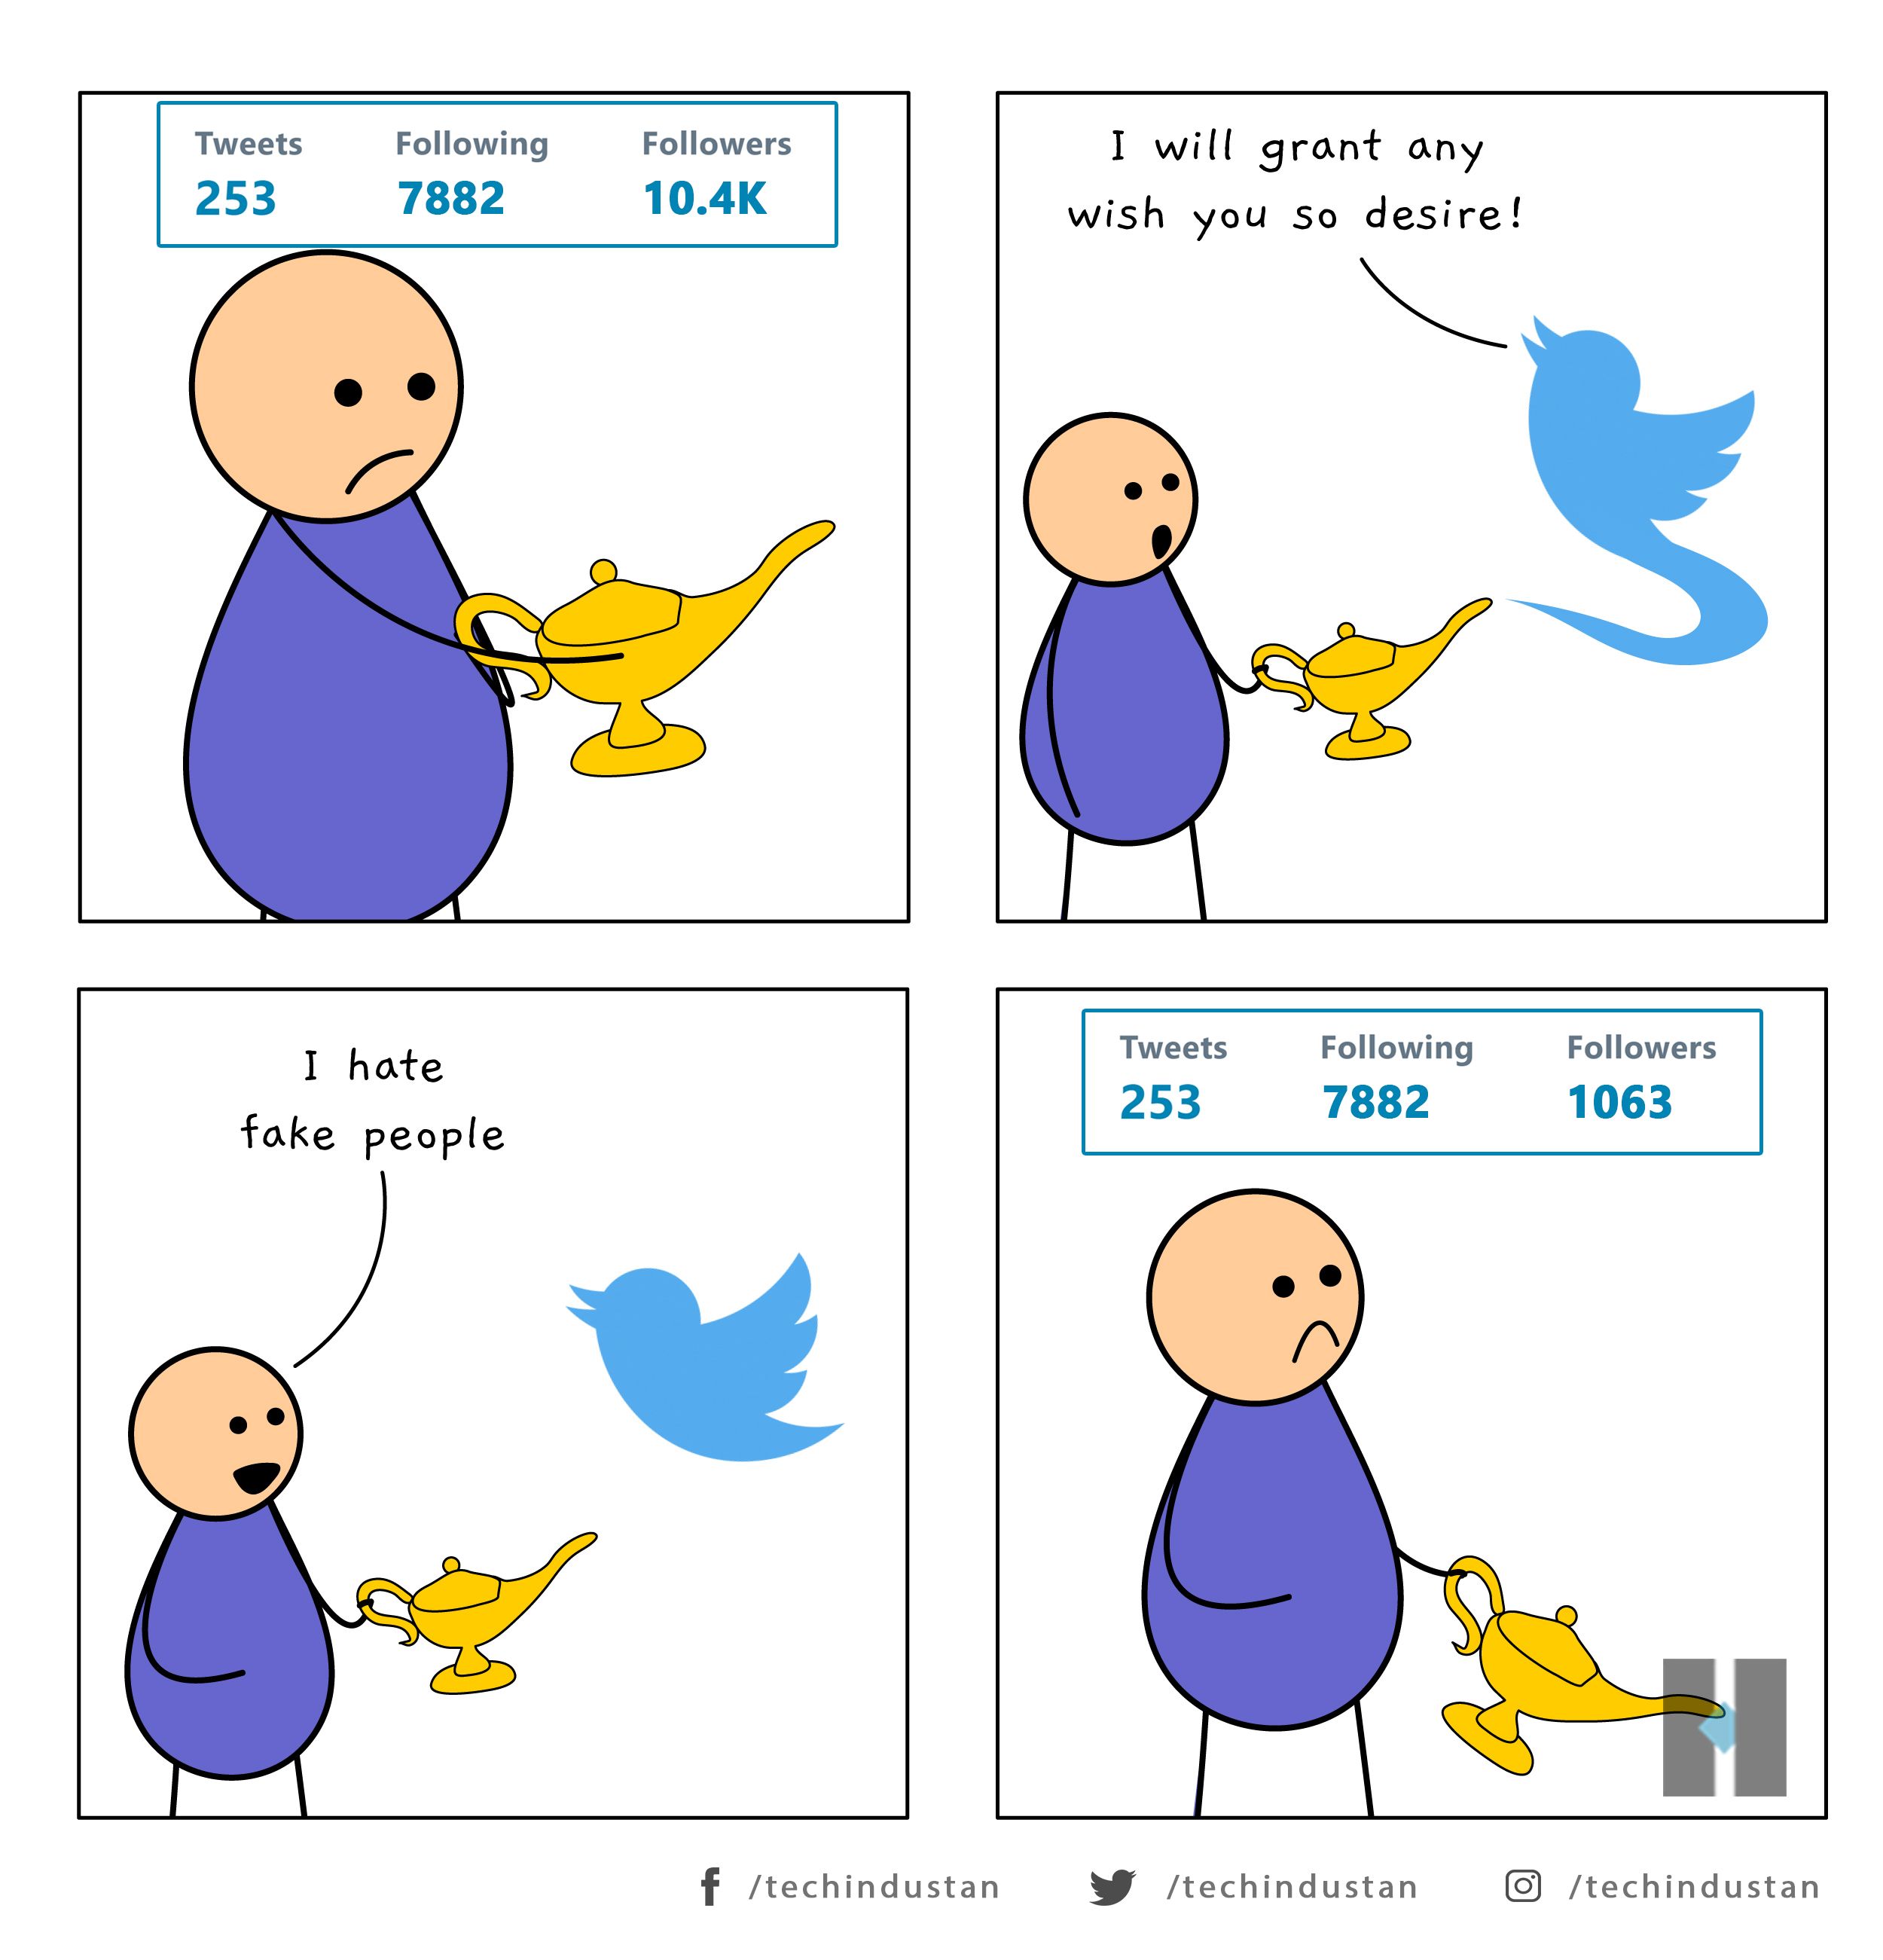 Tweets Following Followers
253 7882 10.4K
I will grant any
wish you so desire!
I hate
fake people
Tweets Following Followers
253 7882 1063
/techindustan /techindustan /techindustan